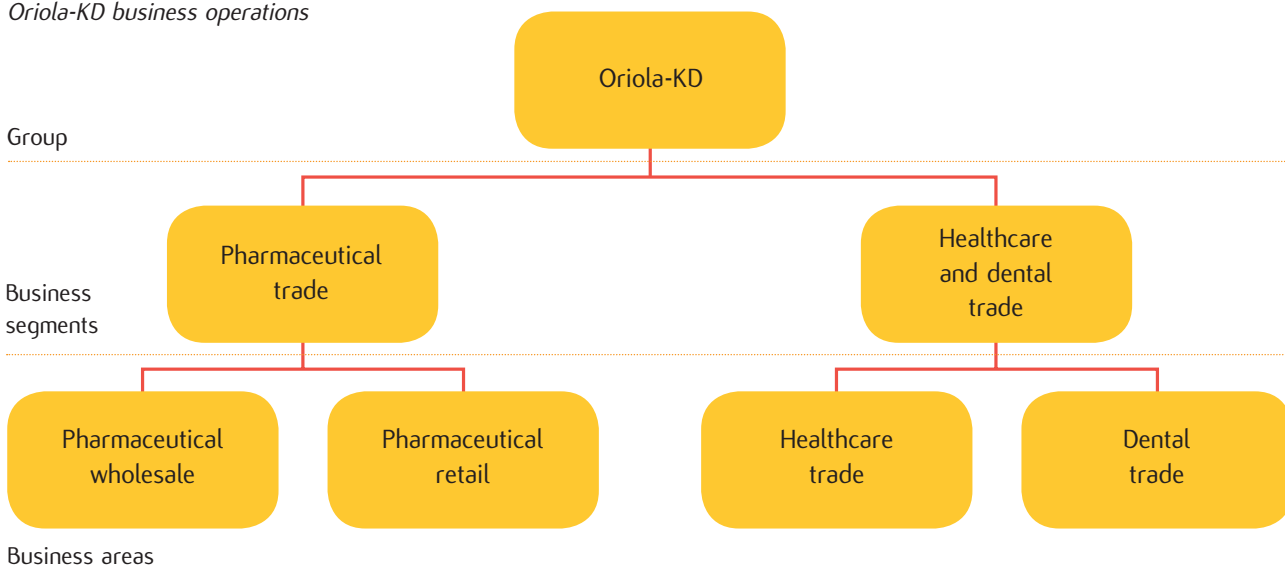 Oriola-KD business operations
Oriola-KD
Group
Pharmaceutical
trade
Healthcare
and dental
trade
Business
segments
Pharmaceutical
wholesale
Pharmaceutical
retail
Healthcare
trade
Dental
trade
Business areas